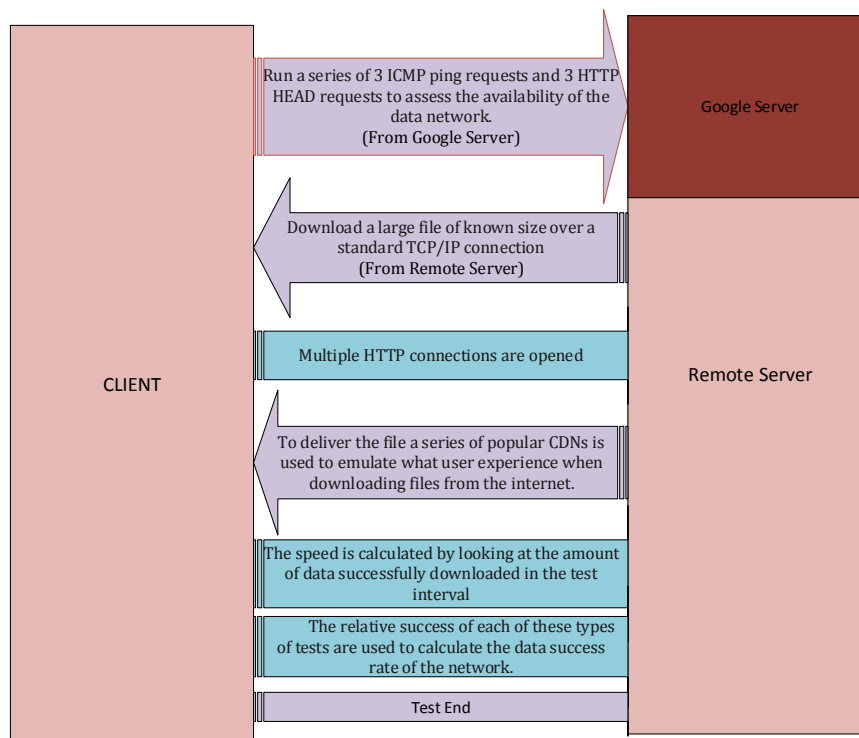 Run a series of 3 ICMP ping requests and 3 HTTP
HEAD requests to assess the availability of the
data network.
(From Google Server)
Google Server
Download a large file of known size over a
standard TCP/IP connection
(From Remote Server)
Multiple HTTP connections are opened
CLIENT
Remote Server
To deliver the file a series of popular CDNs is
used to emulate what user experience when
downloading files from the internet.
The speed is calculated by looking at the amount
of data successfully downloaded in the test
interval
The relative success of each of these types
of tests are used to calculate the data success
rate of the network.
Test End